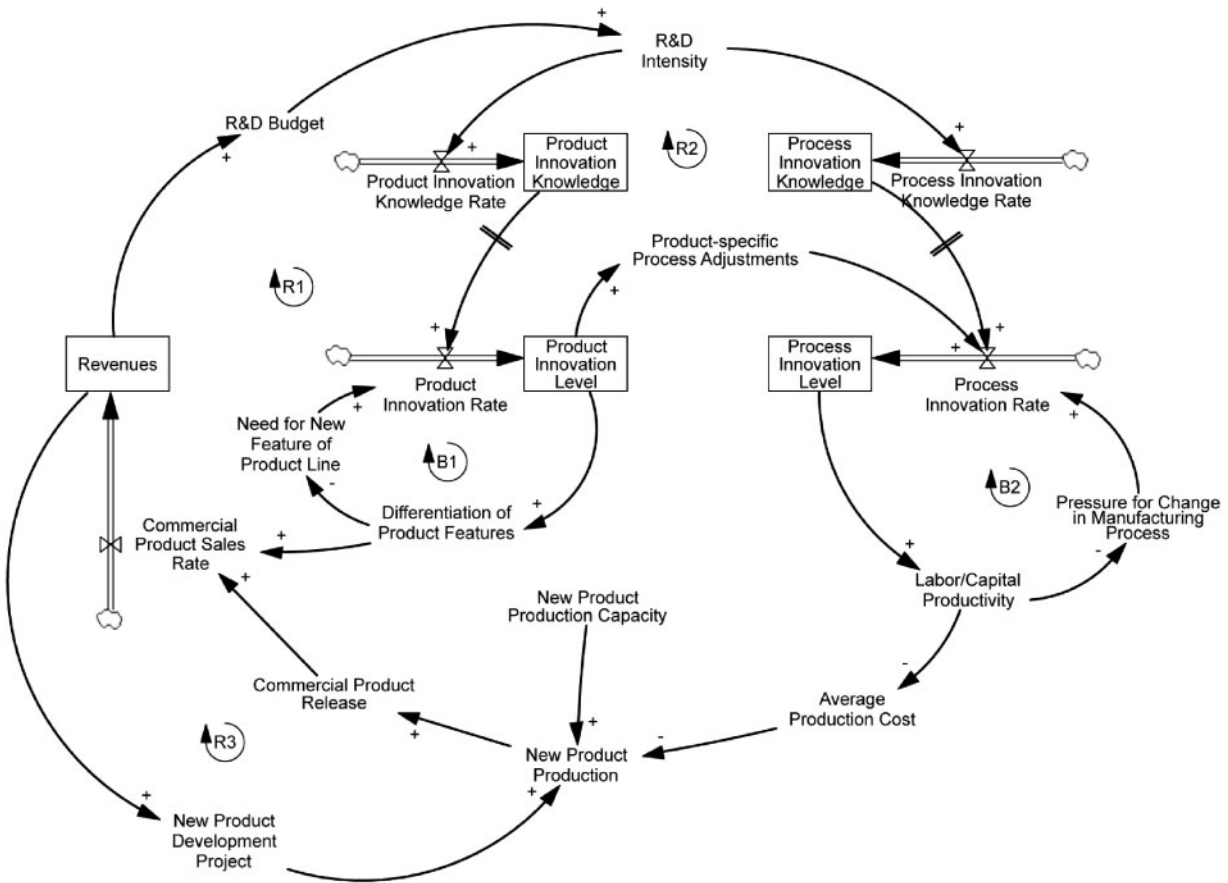 R&D
Intensity
R&D Budget
+
+
+
+
R2
Product
Innovation
Knowledge
Process
Innovation
Knowledge
Product Innovation
Knowledge Rate
Process Innovation
Knowledge Rate
Product-specific
Process Adjustments
R1
+
+
+
+
Revenues
Product
Innovation
Level
Process
Innovation
Level
Product
Innovation Rate
Process
Innovation Rate
+
+
Need for New
Feature of
Product Line
B1
B2
-
+
Differentiation of
Product Features
Pressure for Change
in Manufacturing
Process
Commercial
Product Sales
Rate
+
+
-
+
Labor/Capital
Productivity
New Product
Production Capacity
-
Commercial Product
Release
Average
Production Cost
+
+
-
R3
New Product
Production
+
+
New Product
Development
Project